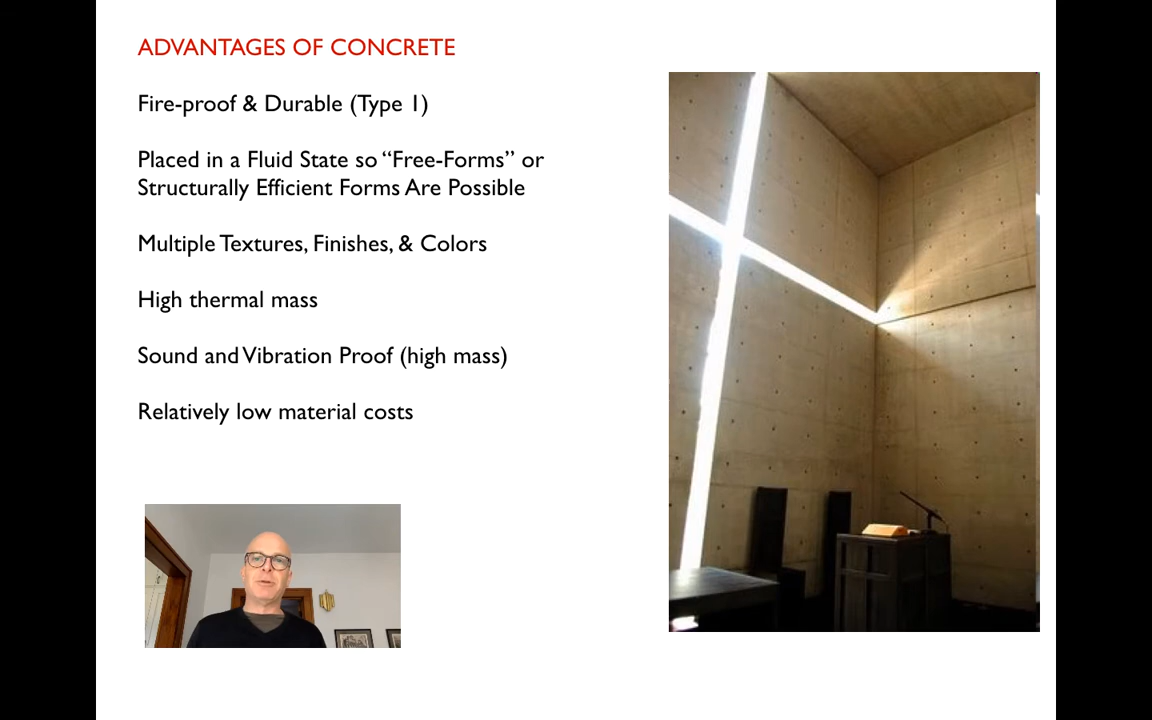 ADVANTAGES OF CONCRETE
Fire-proof & Durable (Type 1)
Placed in a Fluid State so “Free-Forms” or
Structurally Efficient Forms Are Possible
Multiple Textures, Finishes, & Colors
High thermal mass
Sound and Vibration Proof (high mass)
Relatively low material costs